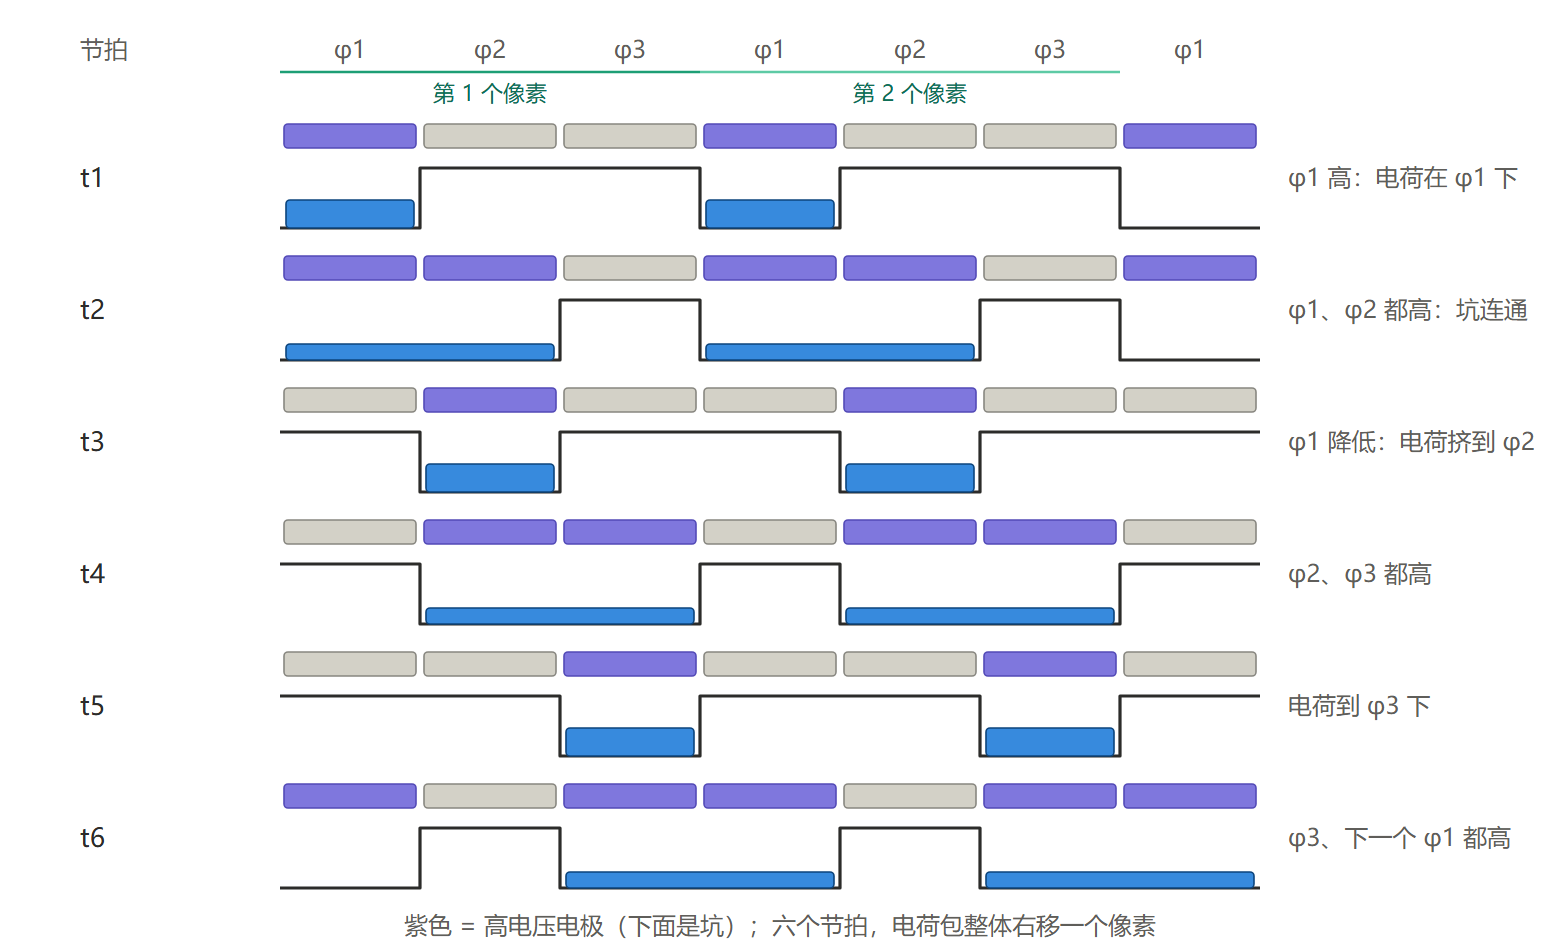 节拍 φ1 φ2 φ3 φ1 φ2 φ3 φ1
第 1 个像素 第 2 个像素
t1 φ1 高：电荷在 φ1 下
t2 φ1、φ2 都高：坑连通
t3 φ1 降低：电荷挤到 φ2
t4 φ2、φ3 都高
t5 电荷到 φ3 下
t6 φ3、下一个 φ1 都高
紫色 = 高电压电极（下面是坑）；六个节拍，电荷包整体右移一个像素